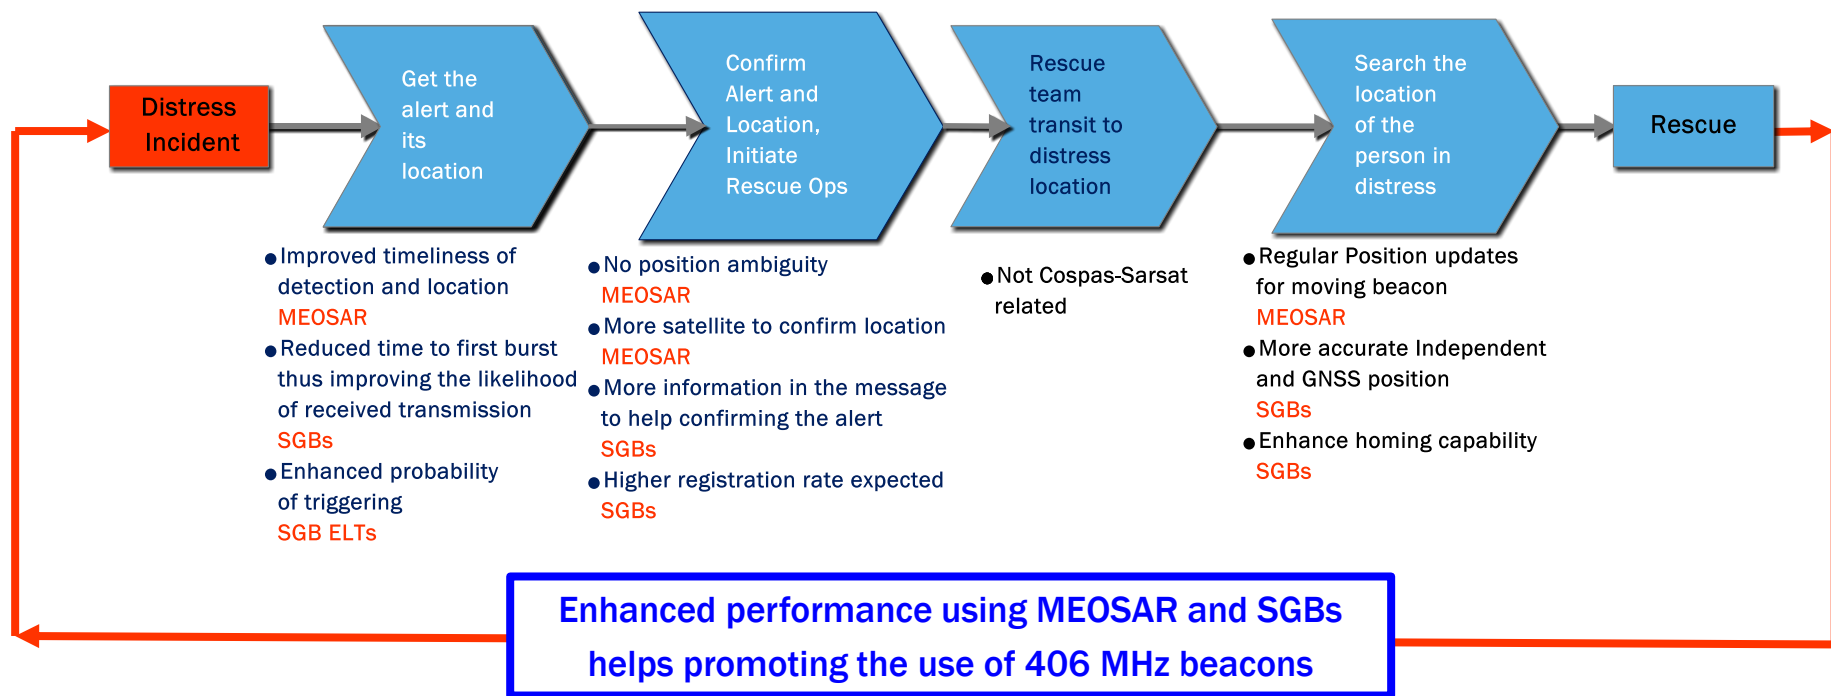 Distress
Incident
Get the
alert and
its
location
Confirm
Alert and
Location,
Initiate
Rescue Ops
Rescue
team
transit to
distress
location
Search the
location
of the
person in
distress
Rescue
●Improved timeliness of
detection and location
MEOSAR
●Reduced time to first burst
thus improving the likelihood
of received transmission
SGBs
●Enhanced probability
of triggering
SGB ELTs
●No position ambiguity
MEOSAR
●More satellite to confirm location
MEOSAR
●More information in the message
to help confirming the alert
SGBs
●Higher registration rate expected
SGBs
●Not Cospas-Sarsat
related
●Regular Position updates
for moving beacon
MEOSAR
●More accurate Independent
and GNSS position
SGBs
●Enhance homing capability
SGBs
Enhanced performance using MEOSAR and SGBs
helps promoting the use of 406 MHz beacons